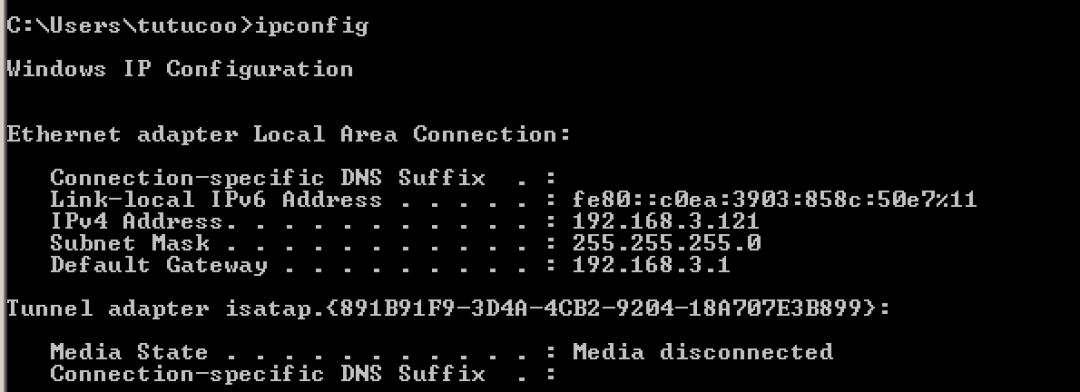 C:\Users\tutucoo>ipconfig
Windows IP Configuration
Ethernet adapter Local Area Connection:
Connection-specific DNS Suffix  . :
Link-local IPv6 Address . . . . . : fe80::c0ea:3903:858c:50e7%11
IPv4 Address. . . . . . . . . . . : 192.168.3.121
Subnet Mask . . . . . . . . . . . : 255.255.255.0
Default Gateway . . . . . . . . . : 192.168.3.1
Tunnel adapter isatap.{891B91F9-3D4A-4CB2-9204-18A707E3B899}:
Media State . . . . . . . . . . . : Media disconnected
Connection-specific DNS Suffix  . :